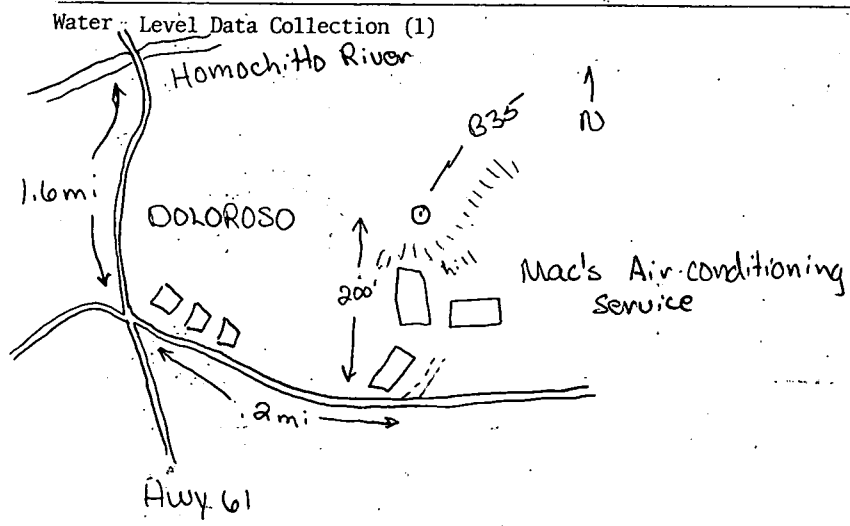 Water Level Data Collection (1)
Homochitto River
B35
N
1.6mi
DOLOROSO
hill
200'
Mac's Air-conditioning
Service
.2mi
Hwy 61